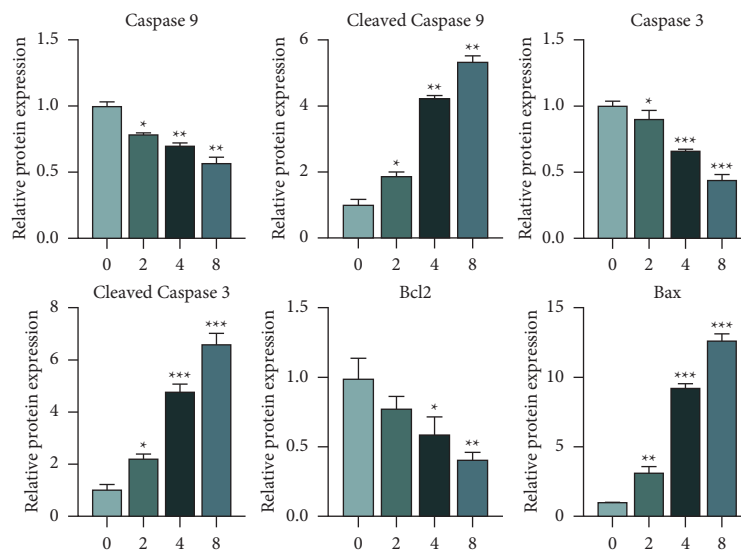 Caspase 9
Relative protein expression
1.5
1.0
0.5
0.0
*
**
**
0 2 4 8
Cleaved Caspase 9
Relative protein expression
6
4
2
0
*
**
**
0 2 4 8
Caspase 3
Relative protein expression
1.5
1.0
0.5
0.0
*
***
***
0 2 4 8
Cleaved Caspase 3
Relative protein expression
8
6
4
2
0
*
***
***
0 2 4 8
Bcl2
Relative protein expression
1.5
1.0
0.5
0.0
*
**
0 2 4 8
Bax
Relative protein expression
15
10
5
0
**
***
***
0 2 4 8